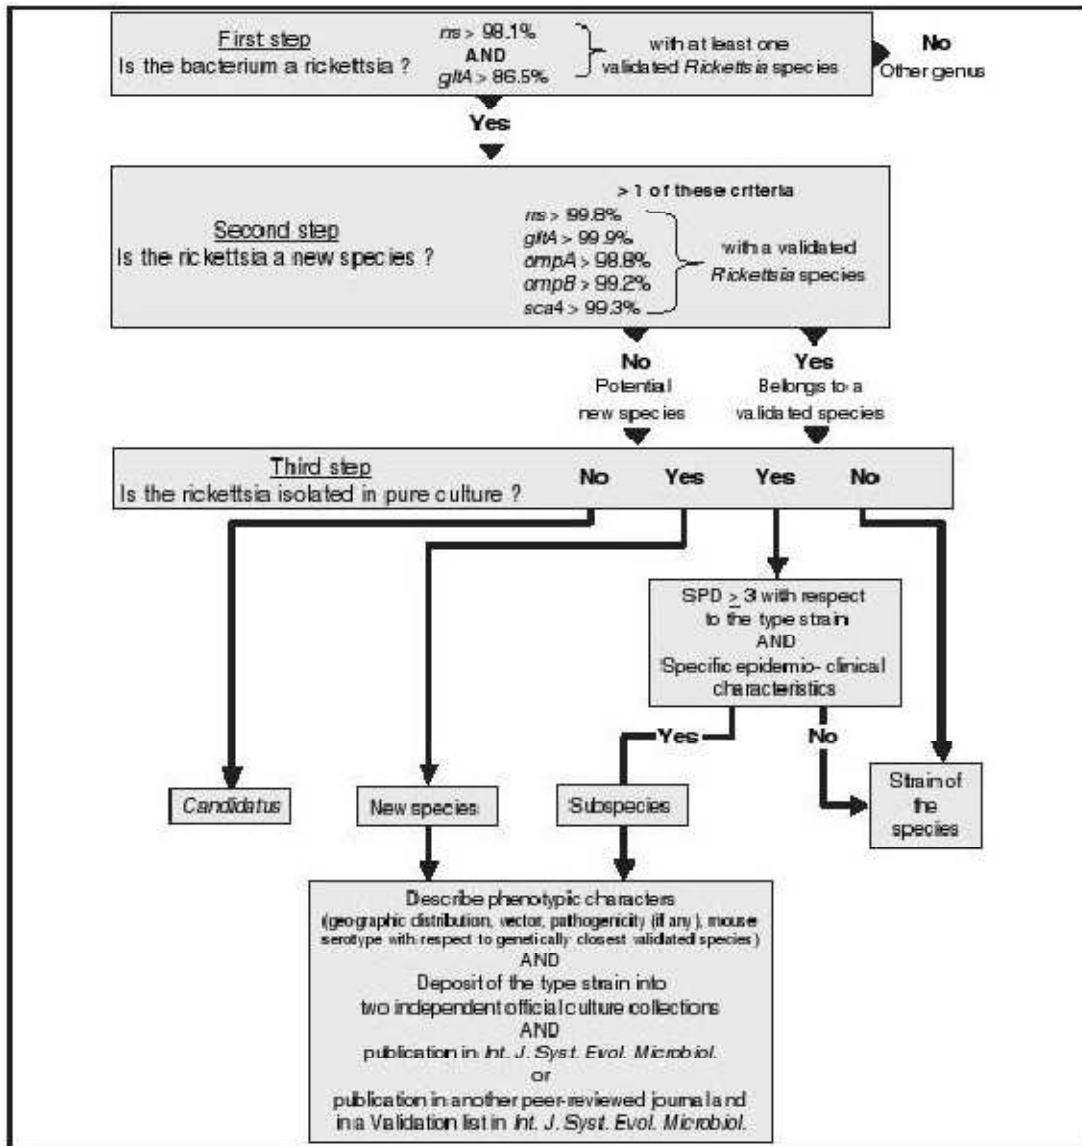 First step
Is the bacterium a rickettsia ?
rrs > 98.1%
AND
gltA > 86.5%
with at least one
validated Rickettsia species
No
Other genus
Yes
Second step
Is the rickettsia a new species ?
> 1 of these criteria
rrs > 99.8%
gltA > 99.9%
ompA > 98.8%
ompB > 99.2%
sca4 > 99.3%
with a validated
Rickettsia species
No
Potential
new species
Yes
Belongs to a
validated species
Third step
Is the rickettsia isolated in pure culture ?
No Yes Yes No
SPD ≥ 3 with respect
to the type strain
AND
Specific epidemio- clinical
characteristics
Yes
No
Candidatus
New species
Subspecies
Strain of
the
species
Describe phenotypic characters
(geographic distribution, vector, pathogenicity (if any), mouse
serotype with respect to genetically closest validated species)
AND
Deposit of the type strain into
two independent official culture collections
AND
publication in Int. J. Syst. Evol. Microbiol.
or
publication in another peer-reviewed journal and
in a Validation list in Int. J. Syst. Evol. Microbiol.